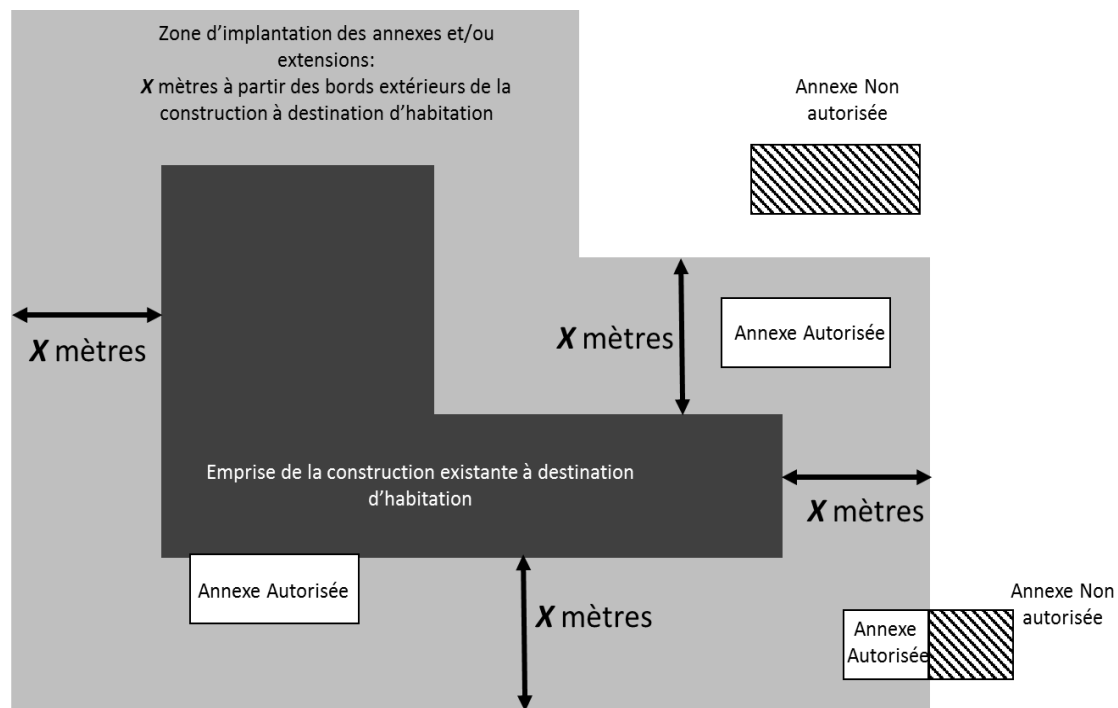 Zone d'implantation des annexes et/ou
extensions:
X mètres à partir des bords extérieurs de la
construction à destination d'habitation
Annexe Non
autorisée
X mètres
X mètres
Annexe Autorisée
Emprise de la construction existante à destination
d'habitation
X mètres
Annexe Autorisée
X mètres
Annexe
Autorisée
Annexe Non
autorisée